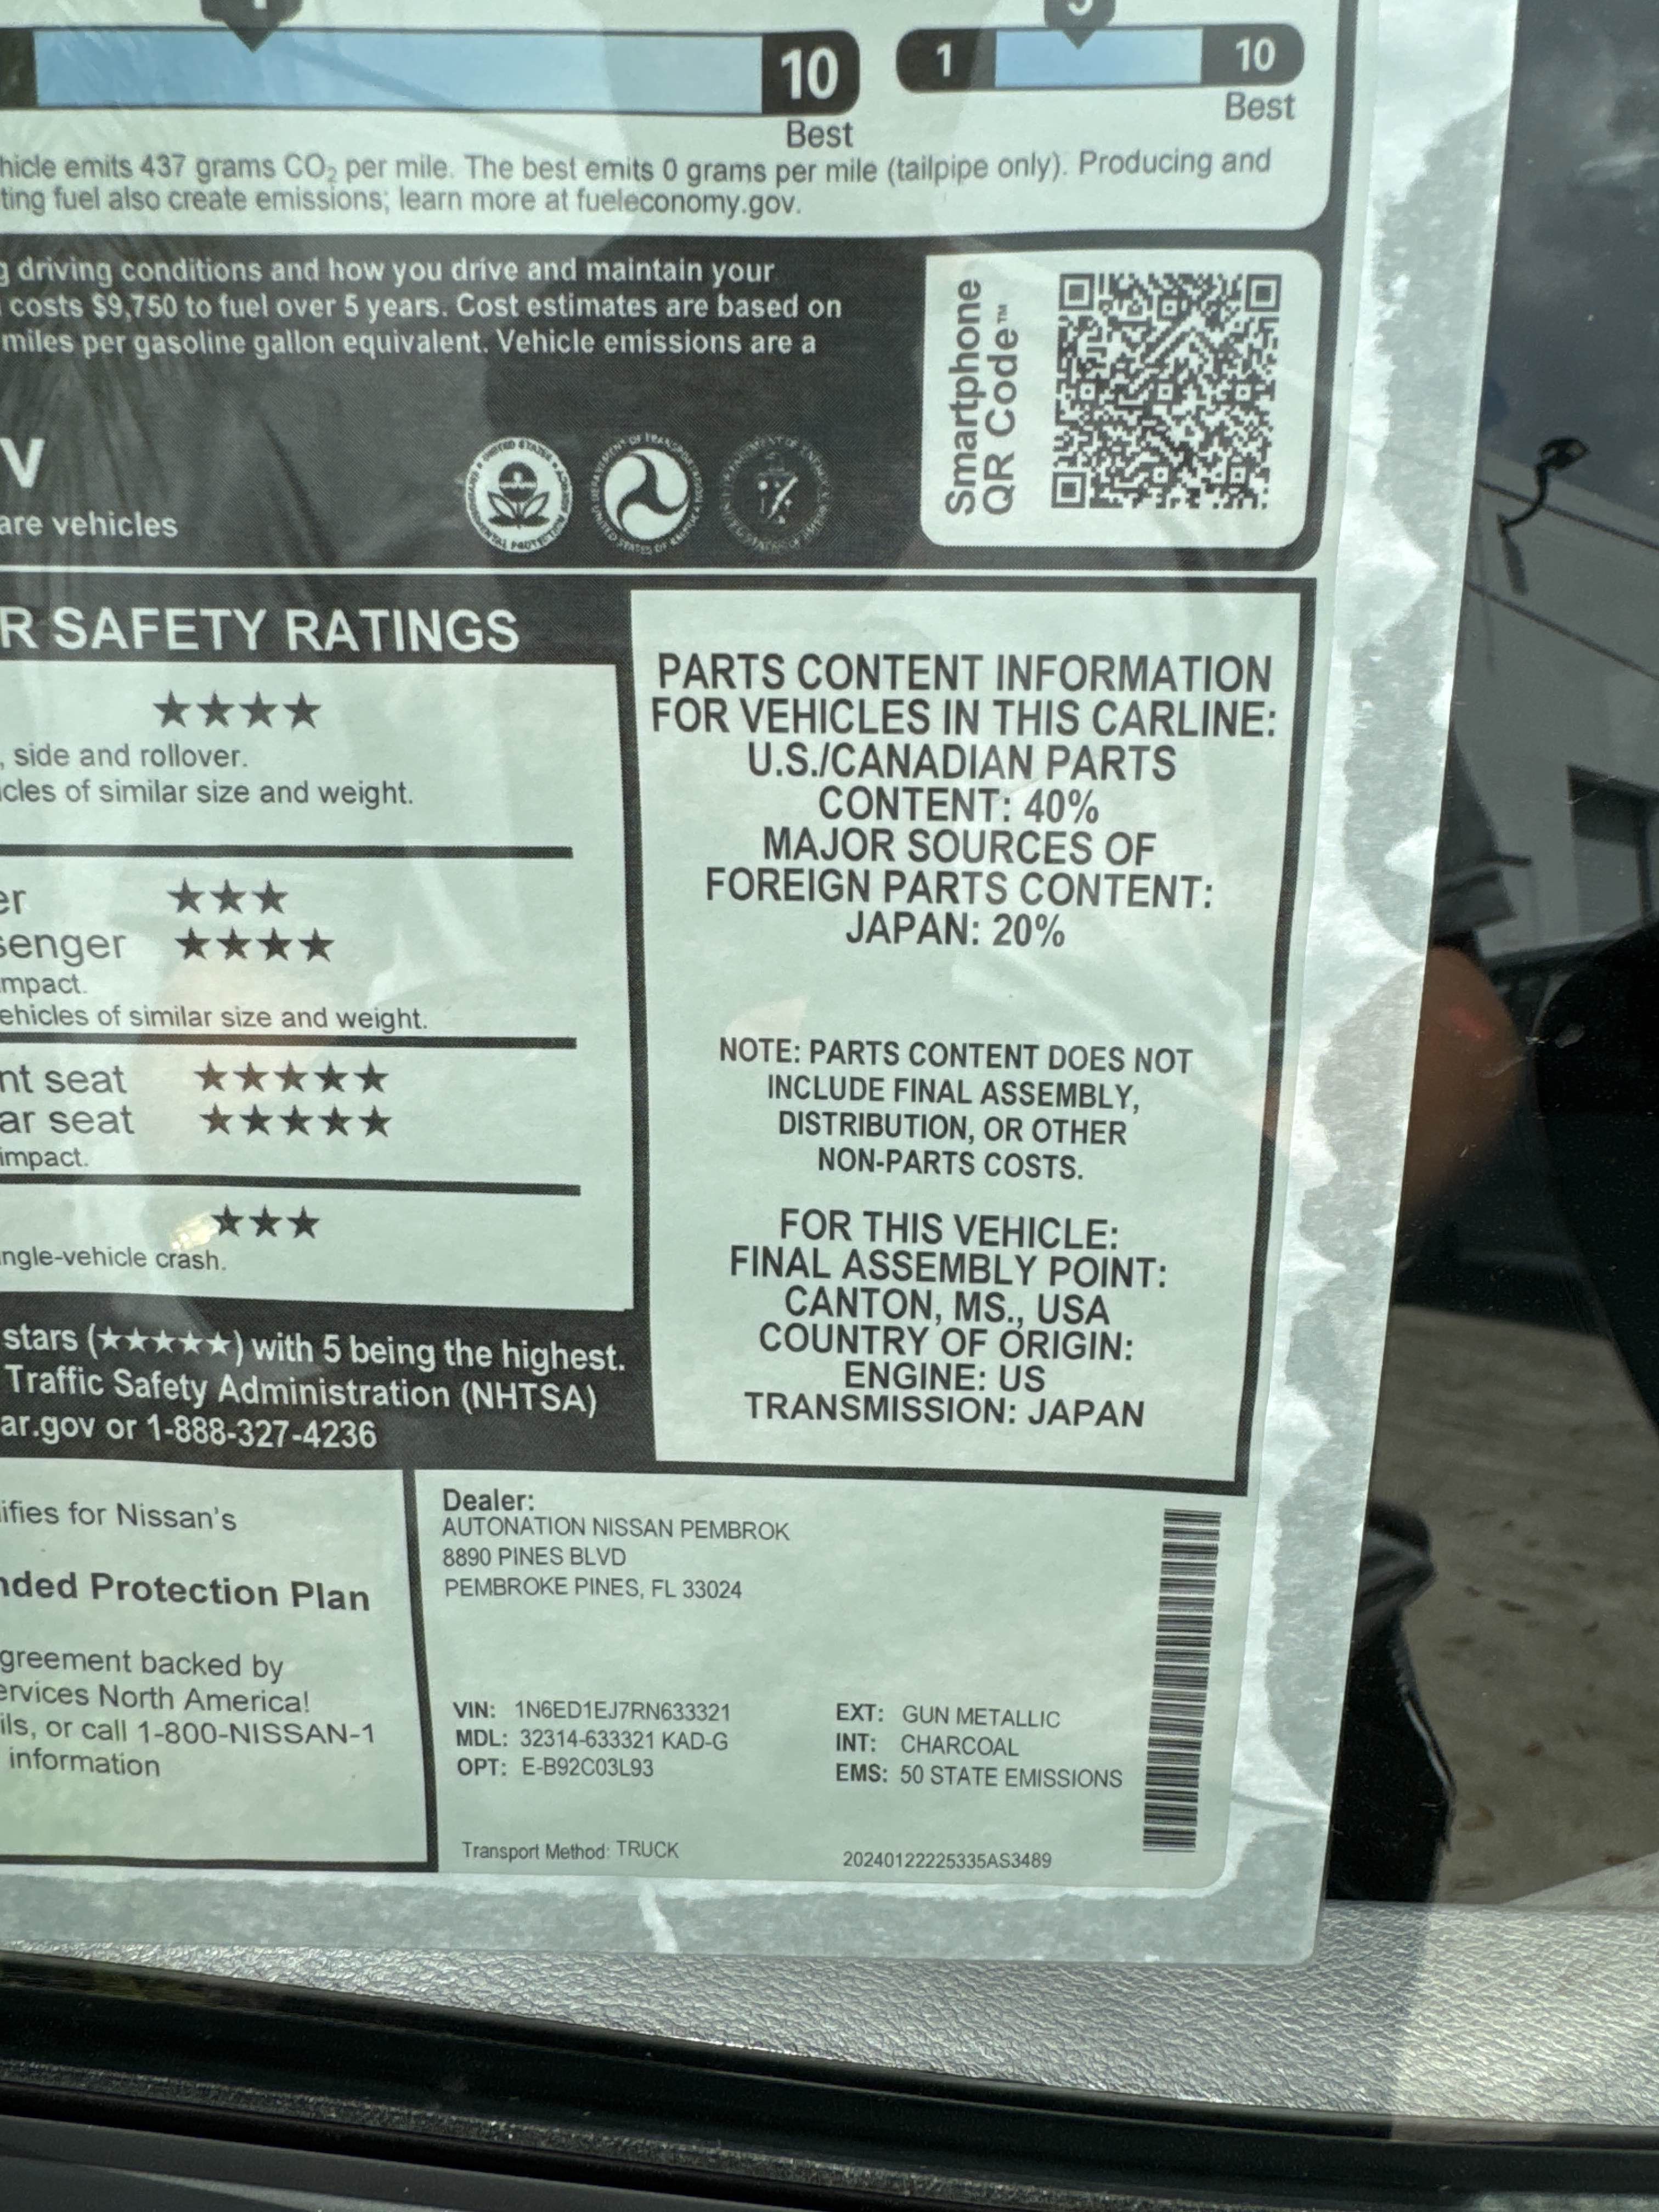 10
Best
1
10
Best
hicle emits 437 grams CO₂ per mile. The best emits 0 grams per mile (tailpipe only). Producing and
ting fuel also create emissions; learn more at fueleconomy.gov.
g driving conditions and how you drive and maintain your
costs $9,750 to fuel over 5 years. Cost estimates are based on
miles per gasoline gallon equivalent. Vehicle emissions are a
V
are vehicles
Smartphone
QR Code™
R SAFETY RATINGS
★★★★
, side and rollover.
icles of similar size and weight.
er ★★★
senger ★★★★
mpact.
ehicles of similar size and weight.
nt seat ★★★★★
ar seat ★★★★★
impact.
★★★
ngle-vehicle crash.
stars (★★★★★) with 5 being the highest.
Traffic Safety Administration (NHTSA)
ar.gov or 1-888-327-4236
PARTS CONTENT INFORMATION
FOR VEHICLES IN THIS CARLINE:
U.S./CANADIAN PARTS
CONTENT: 40%
MAJOR SOURCES OF
FOREIGN PARTS CONTENT:
JAPAN: 20%
NOTE: PARTS CONTENT DOES NOT
INCLUDE FINAL ASSEMBLY,
DISTRIBUTION, OR OTHER
NON-PARTS COSTS.
FOR THIS VEHICLE:
FINAL ASSEMBLY POINT:
CANTON, MS., USA
COUNTRY OF ORIGIN:
ENGINE: US
TRANSMISSION: JAPAN
ifies for Nissan's
nded Protection Plan
greement backed by
ervices North America!
ils, or call 1-800-NISSAN-1
information
Dealer:
AUTONATION NISSAN PEMBROK
8890 PINES BLVD
PEMBROKE PINES, FL 33024
VIN: 1N6ED1EJ7RN633321
MDL: 32314-633321 KAD-G
OPT: E-B92C03L93
EXT: GUN METALLIC
INT: CHARCOAL
EMS: 50 STATE EMISSIONS
Transport Method: TRUCK
20240122225335AS3489